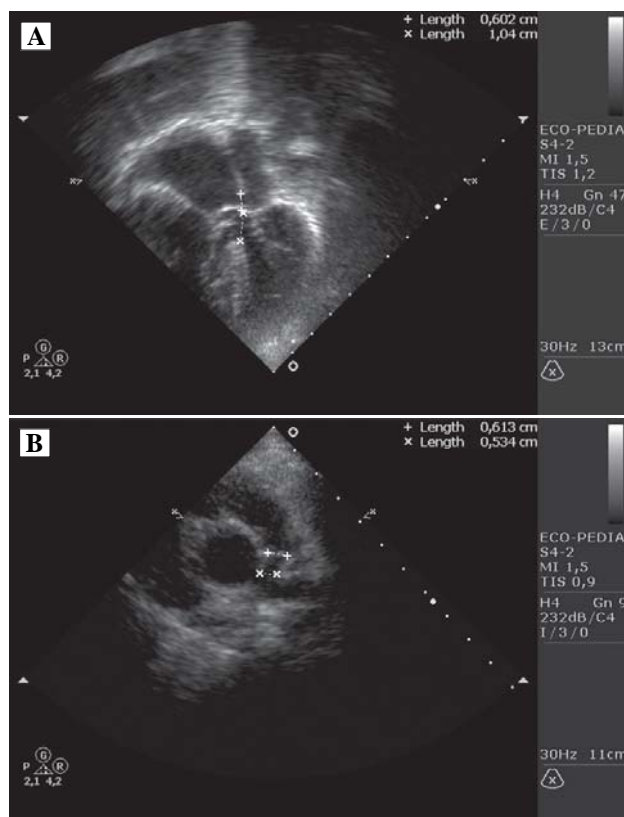 A
+ Length 0,602 cm
× Length 1,04 cm
ECO-PEDIA
S4-2
MI 1,5
TIS 1,2
H4 Gn 47
232dB/C4
E/3/0
G
P R
2,1 4,2
30Hz 13cm
X
B
+ Length 0,613 cm
× Length 0,534 cm
ECO-PEDIA
S4-2
MI 1,5
TIS 0,9
H4 Gn 9
232dB/C4
I/3/0
G
P R
2,1 4,2
30Hz 11cm
X